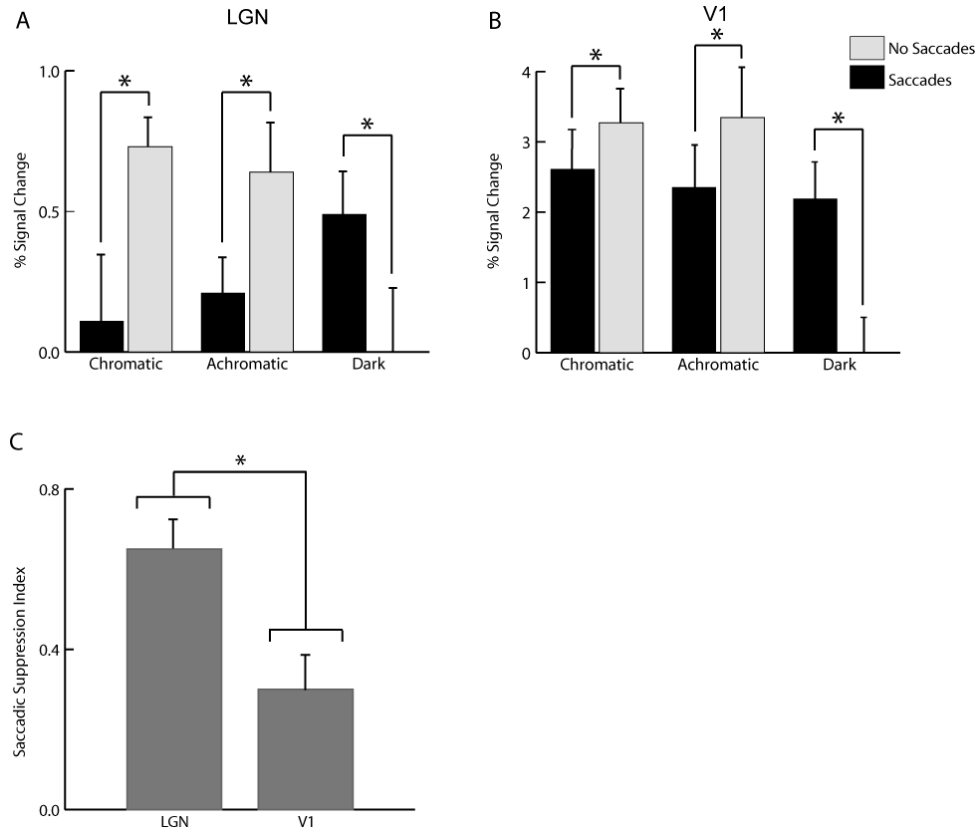 A
LGN
*
*
*
1.0
0.5
0.0
% Signal Change
Chromatic
Achromatic
Dark
B
V1
No Saccades
Saccades
*
*
*
4
3
2
1
0
% Signal Change
Chromatic
Achromatic
Dark
C
*
0.8
0.4
0.0
Saccadic Suppression Index
LGN
V1